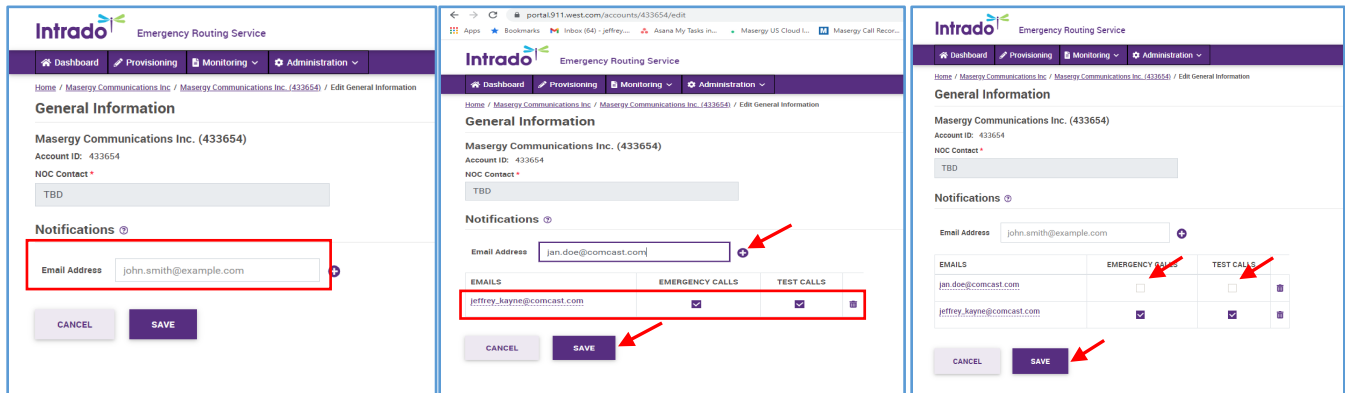 Intrado
Emergency Routing Service
Dashboard Provisioning Monitoring Administration
Home / Masergy Communications Inc / Masergy Communications Inc. (433654) / Edit General Information
General Information
Masergy Communications Inc. (433654)
Account ID: 433654
NOC Contact *
TBD
Notifications
Email Address john.smith@example.com
CANCEL SAVE
portal.911.west.com/accounts/433654/edit
Apps Bookmarks Inbox (64) - jeffrey.... Asana My Tasks in... Masergy US Cloud I... Masergy Call Recor...
Intrado
Emergency Routing Service
Dashboard Provisioning Monitoring Administration
Home / Masergy Communications Inc / Masergy Communications Inc. (433654) / Edit General Information
General Information
Masergy Communications Inc. (433654)
Account ID: 433654
NOC Contact *
TBD
Notifications
Email Address jan.doe@comcast.com
EMAILS EMERGENCY CALLS TEST CALLS
jeffrey_kayne@comcast.com
CANCEL SAVE
Intrado
Emergency Routing Service
Dashboard Provisioning Monitoring Administration
Home / Masergy Communications Inc / Masergy Communications Inc. (433654) / Edit General Information
General Information
Masergy Communications Inc. (433654)
Account ID: 433654
NOC Contact *
TBD
Notifications
Email Address john.smith@example.com
EMAILS EMERGENCY CALLS TEST CALLS
jan.doe@comcast.com
jeffrey_kayne@comcast.com
CANCEL SAVE